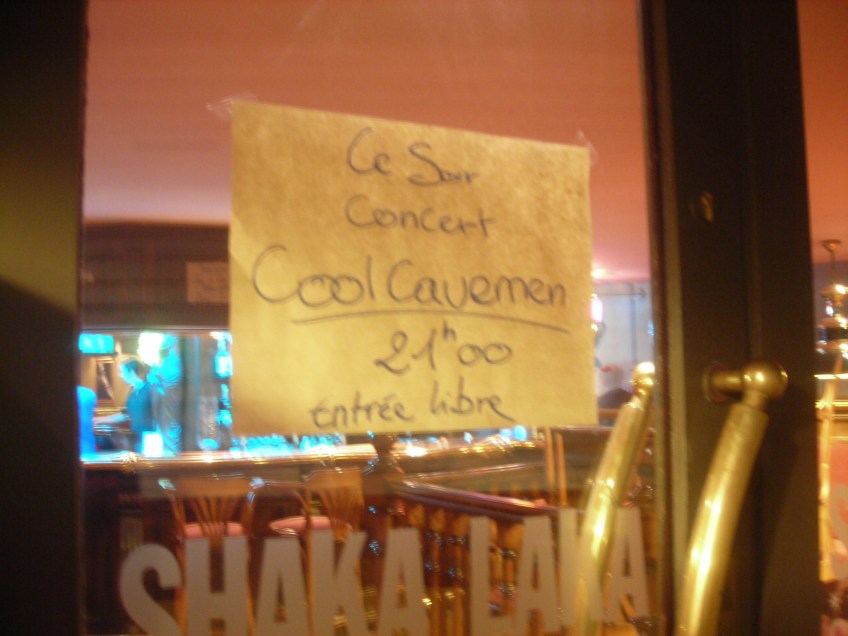 Ce Soir
Concert
Cool Cavemen
21h00
entrée libre
SHAKA LAKA